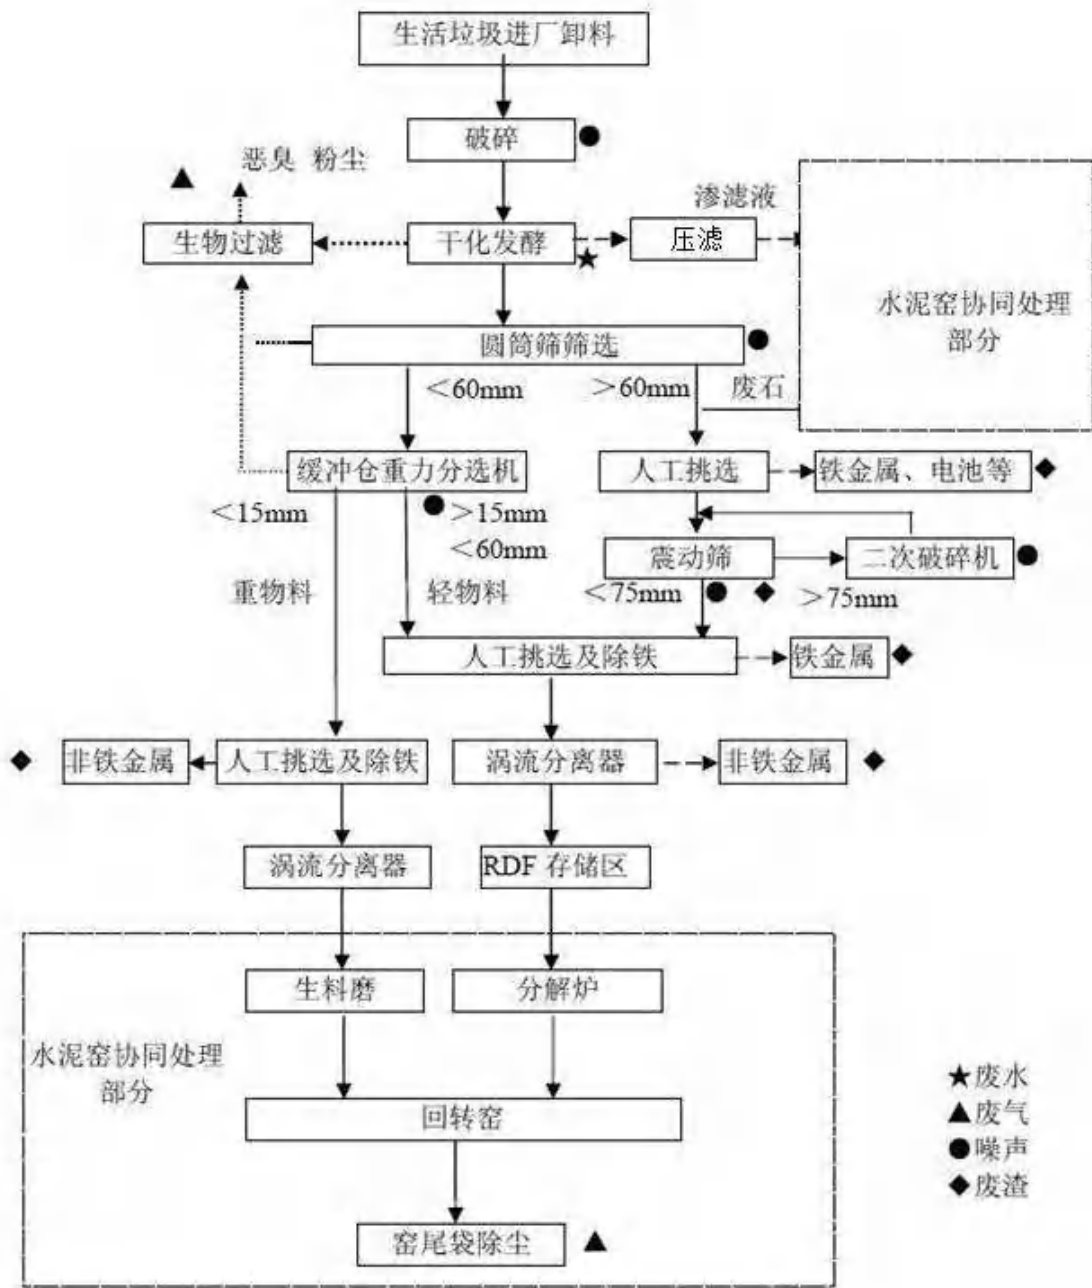 生活垃圾进厂卸料
破碎
恶臭 粉尘
渗滤液
生物过滤
干化发酵
压滤
水泥窑协同处理
部分
圆筒筛筛选
<60mm
>60mm
废石
缓冲仓重力分选机
人工挑选
铁金属、电池等
<15mm
>15mm
<60mm
震动筛
二次破碎机
重物料
轻物料
<75mm
>75mm
人工挑选及除铁
铁金属
非铁金属
人工挑选及除铁
涡流分离器
非铁金属
涡流分离器
RDF 存储区
生料磨
分解炉
水泥窑协同处理
部分
回转窑
窑尾袋除尘
★废水
▲废气
●噪声
◆废渣